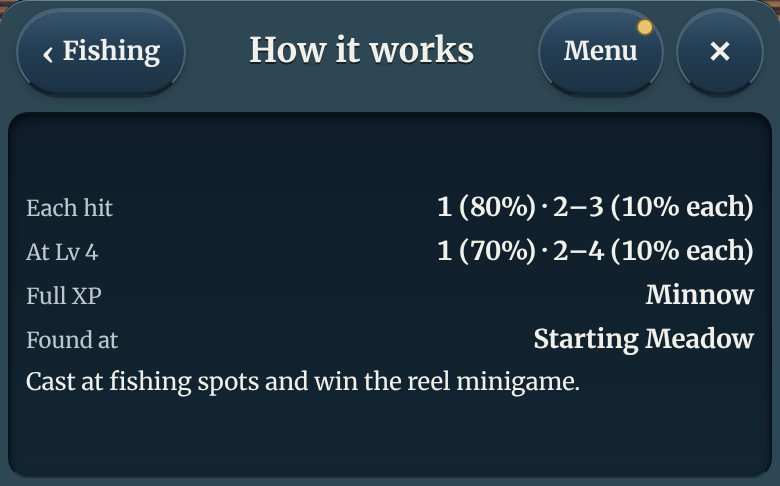 ‹ Fishing
How it works
Menu
×
Each hit 1 (80%) · 2–3 (10% each)
At Lv 4 1 (70%) · 2–4 (10% each)
Full XP Minnow
Found at Starting Meadow
Cast at fishing spots and win the reel minigame.